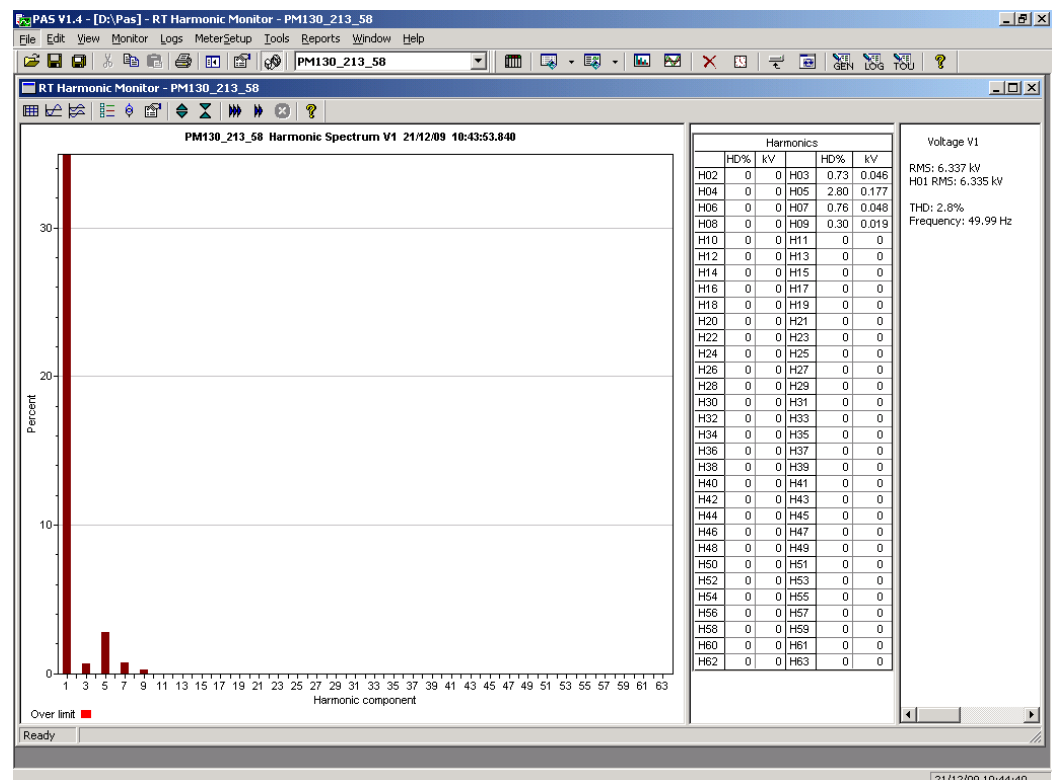 PAS V1.4 - [D:\Pas] - RT Harmonic Monitor - PM130_213_58
File Edit View Monitor Logs MeterSetup Tools Reports Window Help
PM130_213_58 GEN LOG TOU
RT Harmonic Monitor - PM130_213_58
PM130_213_58 Harmonic Spectrum V1 21/12/09 10:43:53.840
30
20
10
0
Percent
1 3 5 7 9 11 13 15 17 19 21 23 25 27 29 31 33 35 37 39 41 43 45 47 49 51 53 55 57 59 61 63
Harmonic component
Over limit
Harmonics
HD% kV HD% kV
H02 0 0 H03 0.73 0.046
H04 0 0 H05 2.80 0.177
H06 0 0 H07 0.76 0.048
H08 0 0 H09 0.30 0.019
H10 0 0 H11 0 0
H12 0 0 H13 0 0
H14 0 0 H15 0 0
H16 0 0 H17 0 0
H18 0 0 H19 0 0
H20 0 0 H21 0 0
H22 0 0 H23 0 0
H24 0 0 H25 0 0
H26 0 0 H27 0 0
H28 0 0 H29 0 0
H30 0 0 H31 0 0
H32 0 0 H33 0 0
H34 0 0 H35 0 0
H36 0 0 H37 0 0
H38 0 0 H39 0 0
H40 0 0 H41 0 0
H42 0 0 H43 0 0
H44 0 0 H45 0 0
H46 0 0 H47 0 0
H48 0 0 H49 0 0
H50 0 0 H51 0 0
H52 0 0 H53 0 0
H54 0 0 H55 0 0
H56 0 0 H57 0 0
H58 0 0 H59 0 0
H60 0 0 H61 0 0
H62 0 0 H63 0 0
Voltage V1
RMS: 6.337 kV
H01 RMS: 6.335 kV
THD: 2.8%
Frequency: 49.99 Hz
Ready